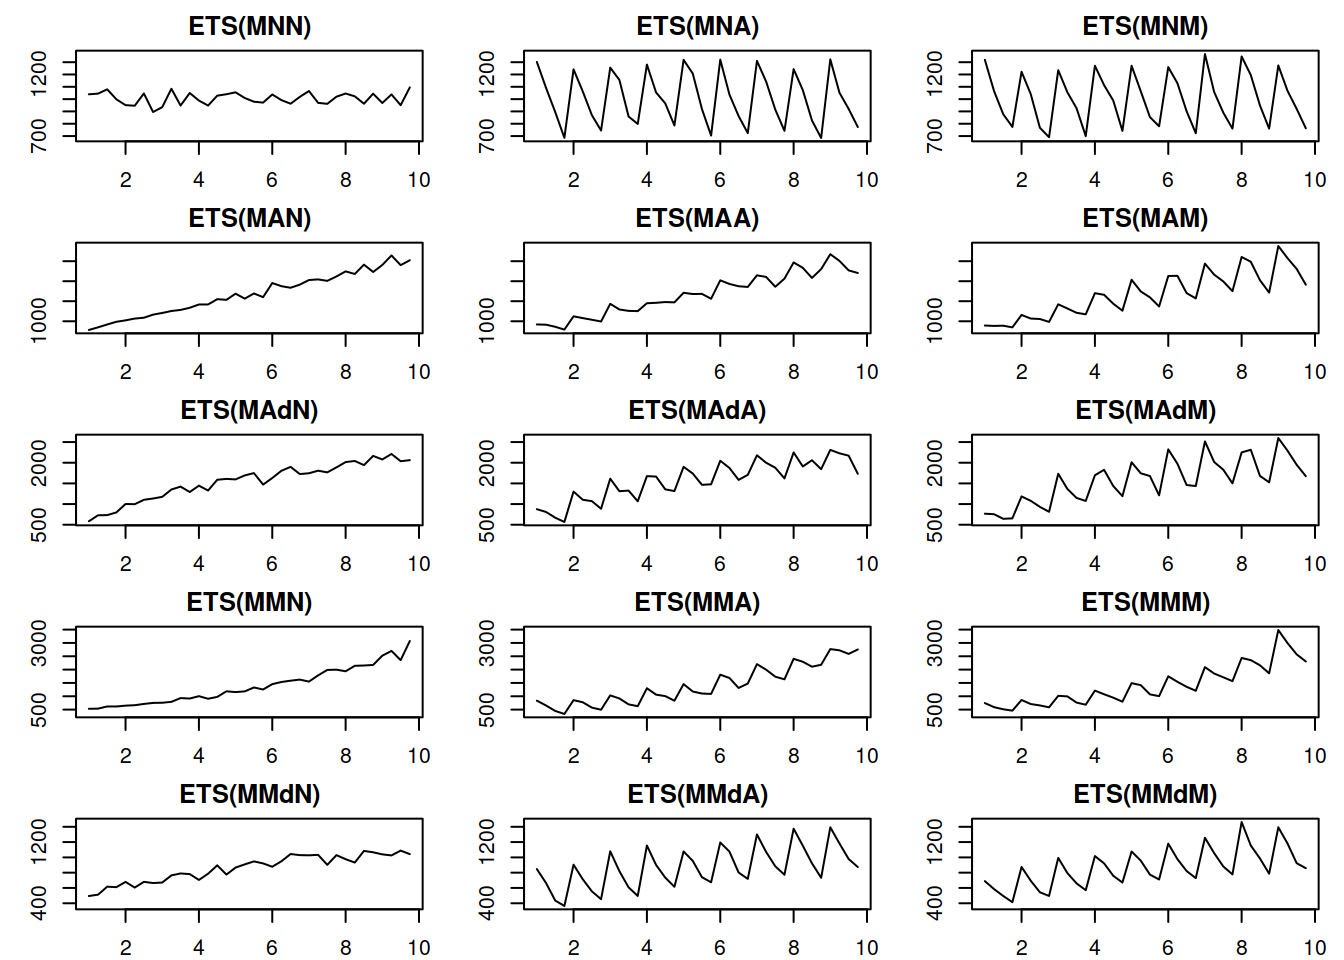 ETS(MNN) ETS(MNA) ETS(MNM)
700 1200 700 1200 700 1200
2 4 6 8 10 2 4 6 8 10 2 4 6 8 10
ETS(MAN) ETS(MAA) ETS(MAM)
1000 1000 1000
2 4 6 8 10 2 4 6 8 10 2 4 6 8 10
ETS(MAdN) ETS(MAdA) ETS(MAdM)
500 2000 500 2000 500 2000
2 4 6 8 10 2 4 6 8 10 2 4 6 8 10
ETS(MMN) ETS(MMA) ETS(MMM)
500 3000 500 3000 500 3000
2 4 6 8 10 2 4 6 8 10 2 4 6 8 10
ETS(MMdN) ETS(MMdA) ETS(MMdM)
400 1200 400 1200 400 1200
2 4 6 8 10 2 4 6 8 10 2 4 6 8 10